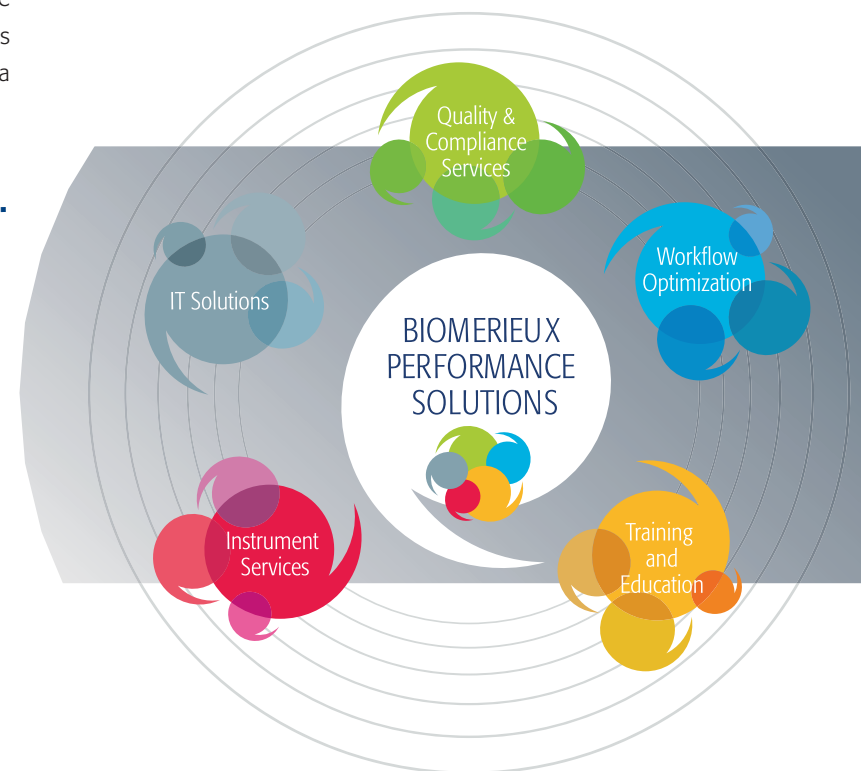 s
a
.
Quality &
Compliance
Services
Workflow
Optimization
IT Solutions
BIOMERIEUX
PERFORMANCE
SOLUTIONS
Training
and
Education
Instrument
Services